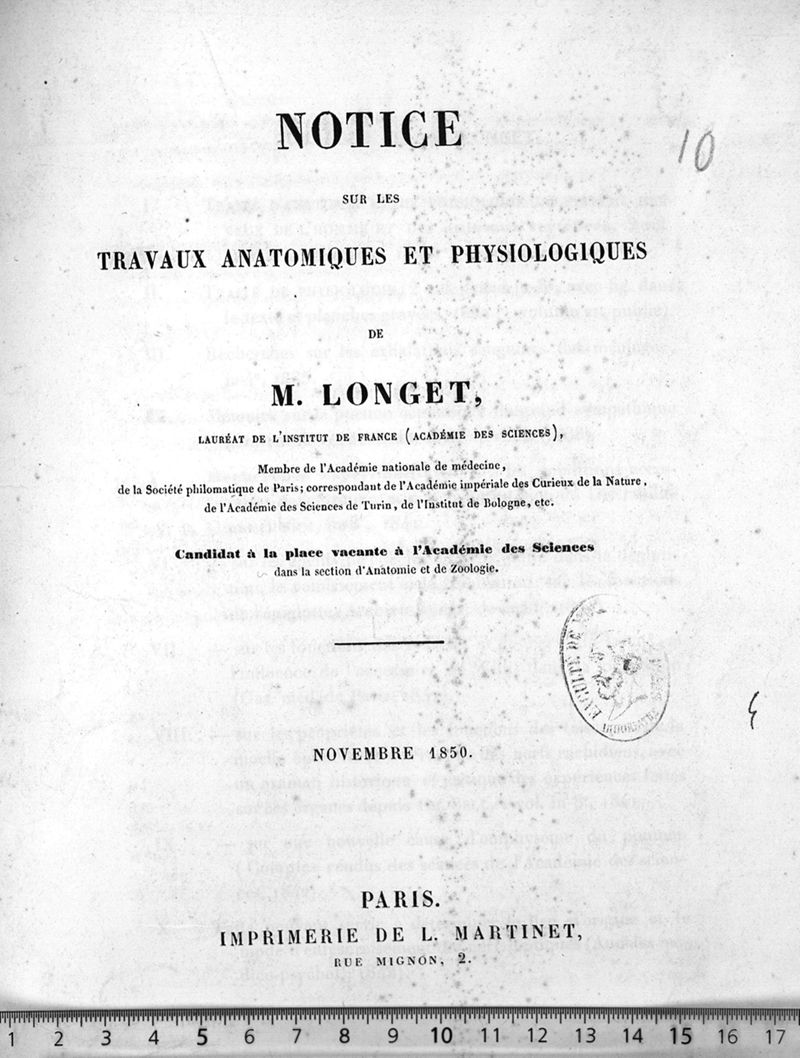 NOTICE
10
SUR LES
TRAVAUX ANATOMIQUES ET PHYSIOLOGIQUES
DE
M. LONGET,
LAURÉAT DE L'INSTITUT DE FRANCE (ACADÉMIE DES SCIENCES),
Membre de l'Académie nationale de médecine,
de la Société philomatique de Paris; correspondant de l'Académie impériale des Curieux de la Nature,
de l'Académie des Sciences de Turin, de l'Institut de Bologne, etc.
Candidat à la place vacante à l'Académie des Sciences
dans la section d'Anatomie et de Zoologie.
FACULTÉ DE
NOVEMBRE 1850.
PARIS.
IMPRIMERIE DE L. MARTINET,
RUE MIGNON, 2.
1 2 3 4 5 6 7 8 9 10 11 12 13 14 15 16 17